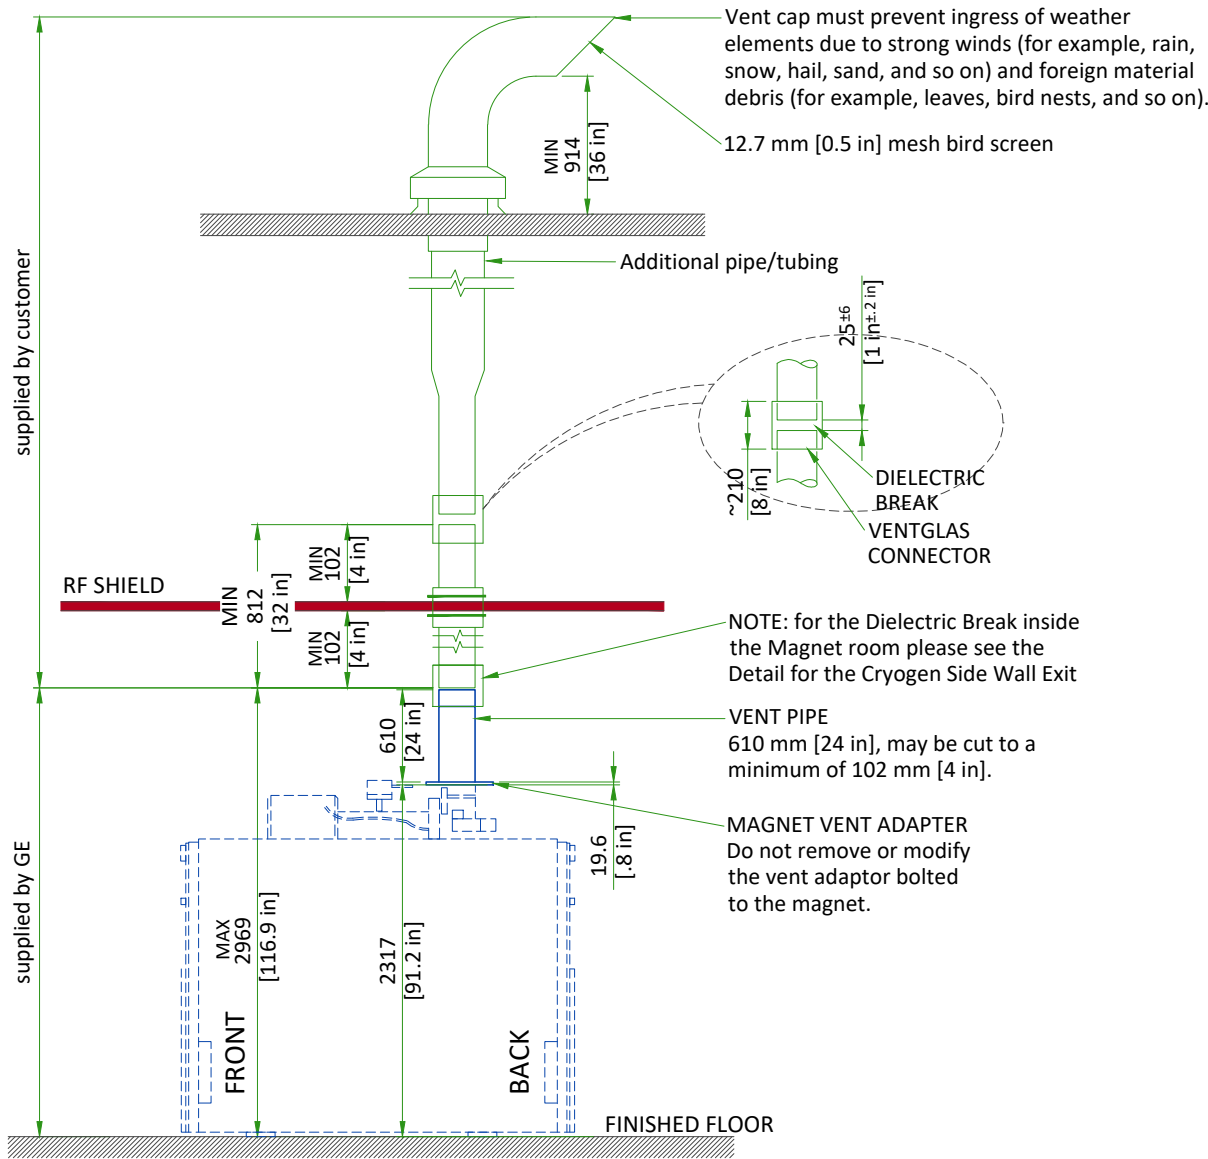 Vent cap must prevent ingress of weather
elements due to strong winds (for example, rain,
snow, hail, sand, and so on) and foreign material
debris (for example, leaves, bird nests, and so on).
12.7 mm [0.5 in] mesh bird screen
MIN
914
[36 in]
supplied by customer
Additional pipe/tubing
25±6
[1 in±.2 in]
~210
[8 in]
DIELECTRIC
BREAK
VENTGLAS
CONNECTOR
RF SHIELD
MIN
812
[32 in]
MIN
102
[4 in]
MIN
102
[4 in]
NOTE: for the Dielectric Break inside
the Magnet room please see the
Detail for the Cryogen Side Wall Exit
610
[24 in]
VENT PIPE
610 mm [24 in], may be cut to a
minimum of 102 mm [4 in].
MAGNET VENT ADAPTER
Do not remove or modify
the vent adaptor bolted
to the magnet.
19.6
[.8 in]
supplied by GE
MAX
2969
[116.9 in]
2317
[91.2 in]
FRONT
BACK
FINISHED FLOOR